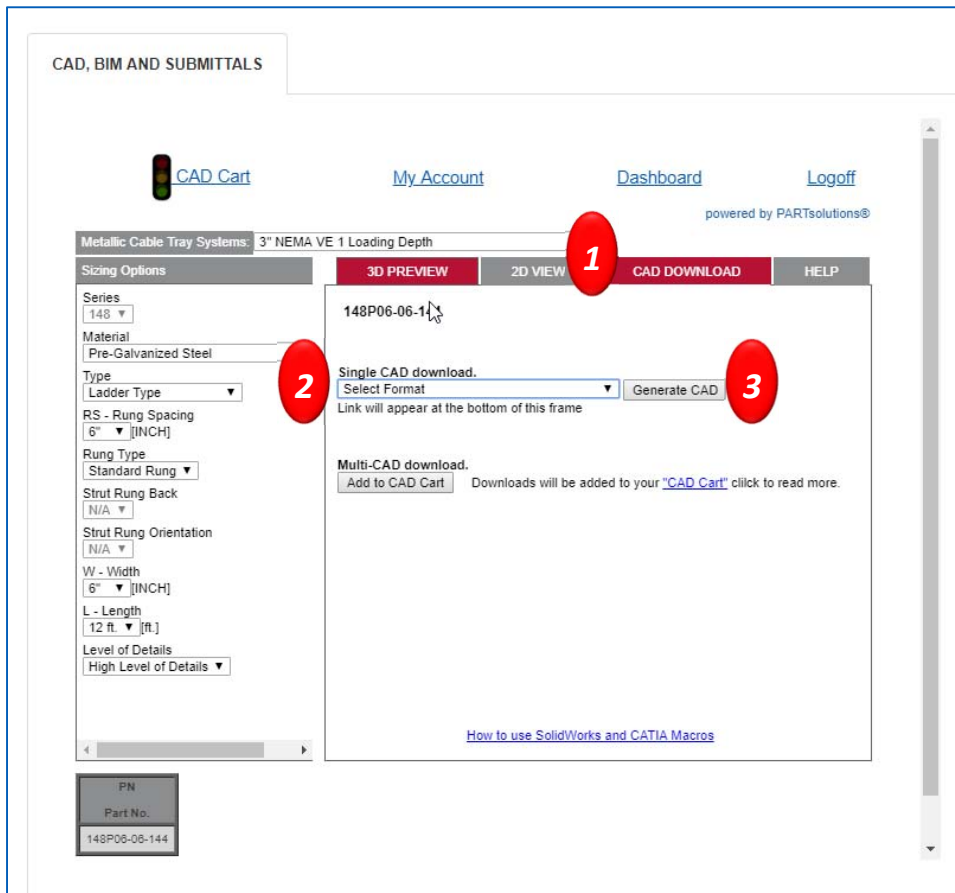 CAD, BIM AND SUBMITTALS
CAD Cart My Account Dashboard Logoff
powered by PARTsolutions®
Metallic Cable Tray Systems: 3" NEMA VE 1 Loading Depth
1
Sizing Options
3D PREVIEW 2D VIEW CAD DOWNLOAD HELP
Series
148
Material
Pre-Galvanized Steel
Type
Ladder Type
RS - Rung Spacing
6" [INCH]
Rung Type
Standard Rung
Strut Rung Back
N/A
Strut Rung Orientation
N/A
W - Width
6" [INCH]
L - Length
12 ft. [ft.]
Level of Details
High Level of Details
148P06-06-144
2
Single CAD download.
Select Format Generate CAD
3
Link will appear at the bottom of this frame
Multi-CAD download.
Add to CAD Cart Downloads will be added to your "CAD Cart" clilck to read more.
How to use SolidWorks and CATIA Macros
PN
Part No.
148P06-06-144